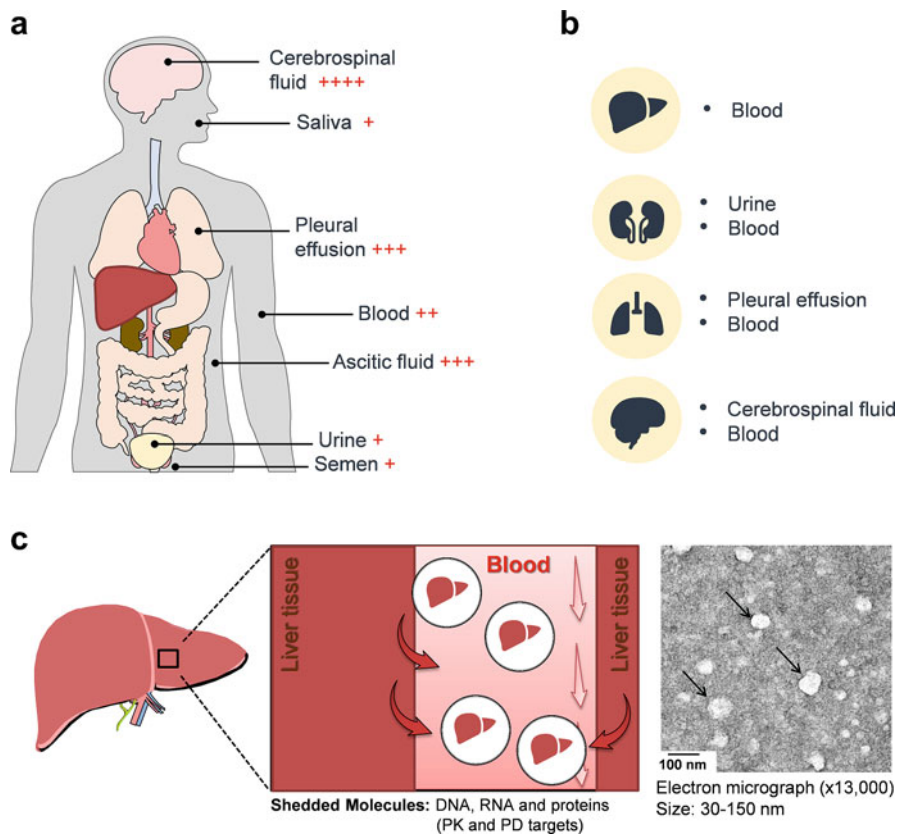 a
Cerebrospinal
fluid ++++
Saliva +
Pleural
effusion +++
Blood ++
Ascitic fluid +++
Urine +
Semen +
b
• Blood
• Urine
• Blood
• Pleural effusion
• Blood
• Cerebrospinal fluid
• Blood
c
Liver tissue
Blood
Liver tissue
Shedded Molecules: DNA, RNA and proteins
(PK and PD targets)
100 nm
Electron micrograph (x13,000)
Size: 30-150 nm